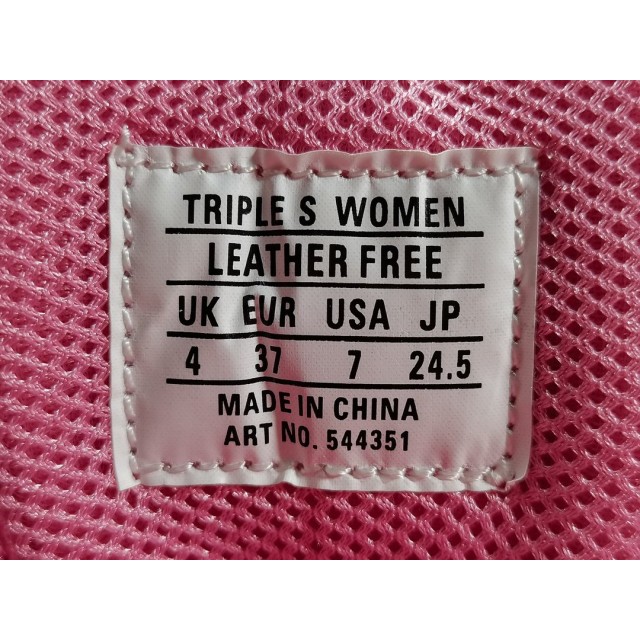 TRIPLE S WOMEN
LEATHER FREE
UK EUR USA JP
4 37 7 24.5
MADE IN CHINA
ART NO. 544351